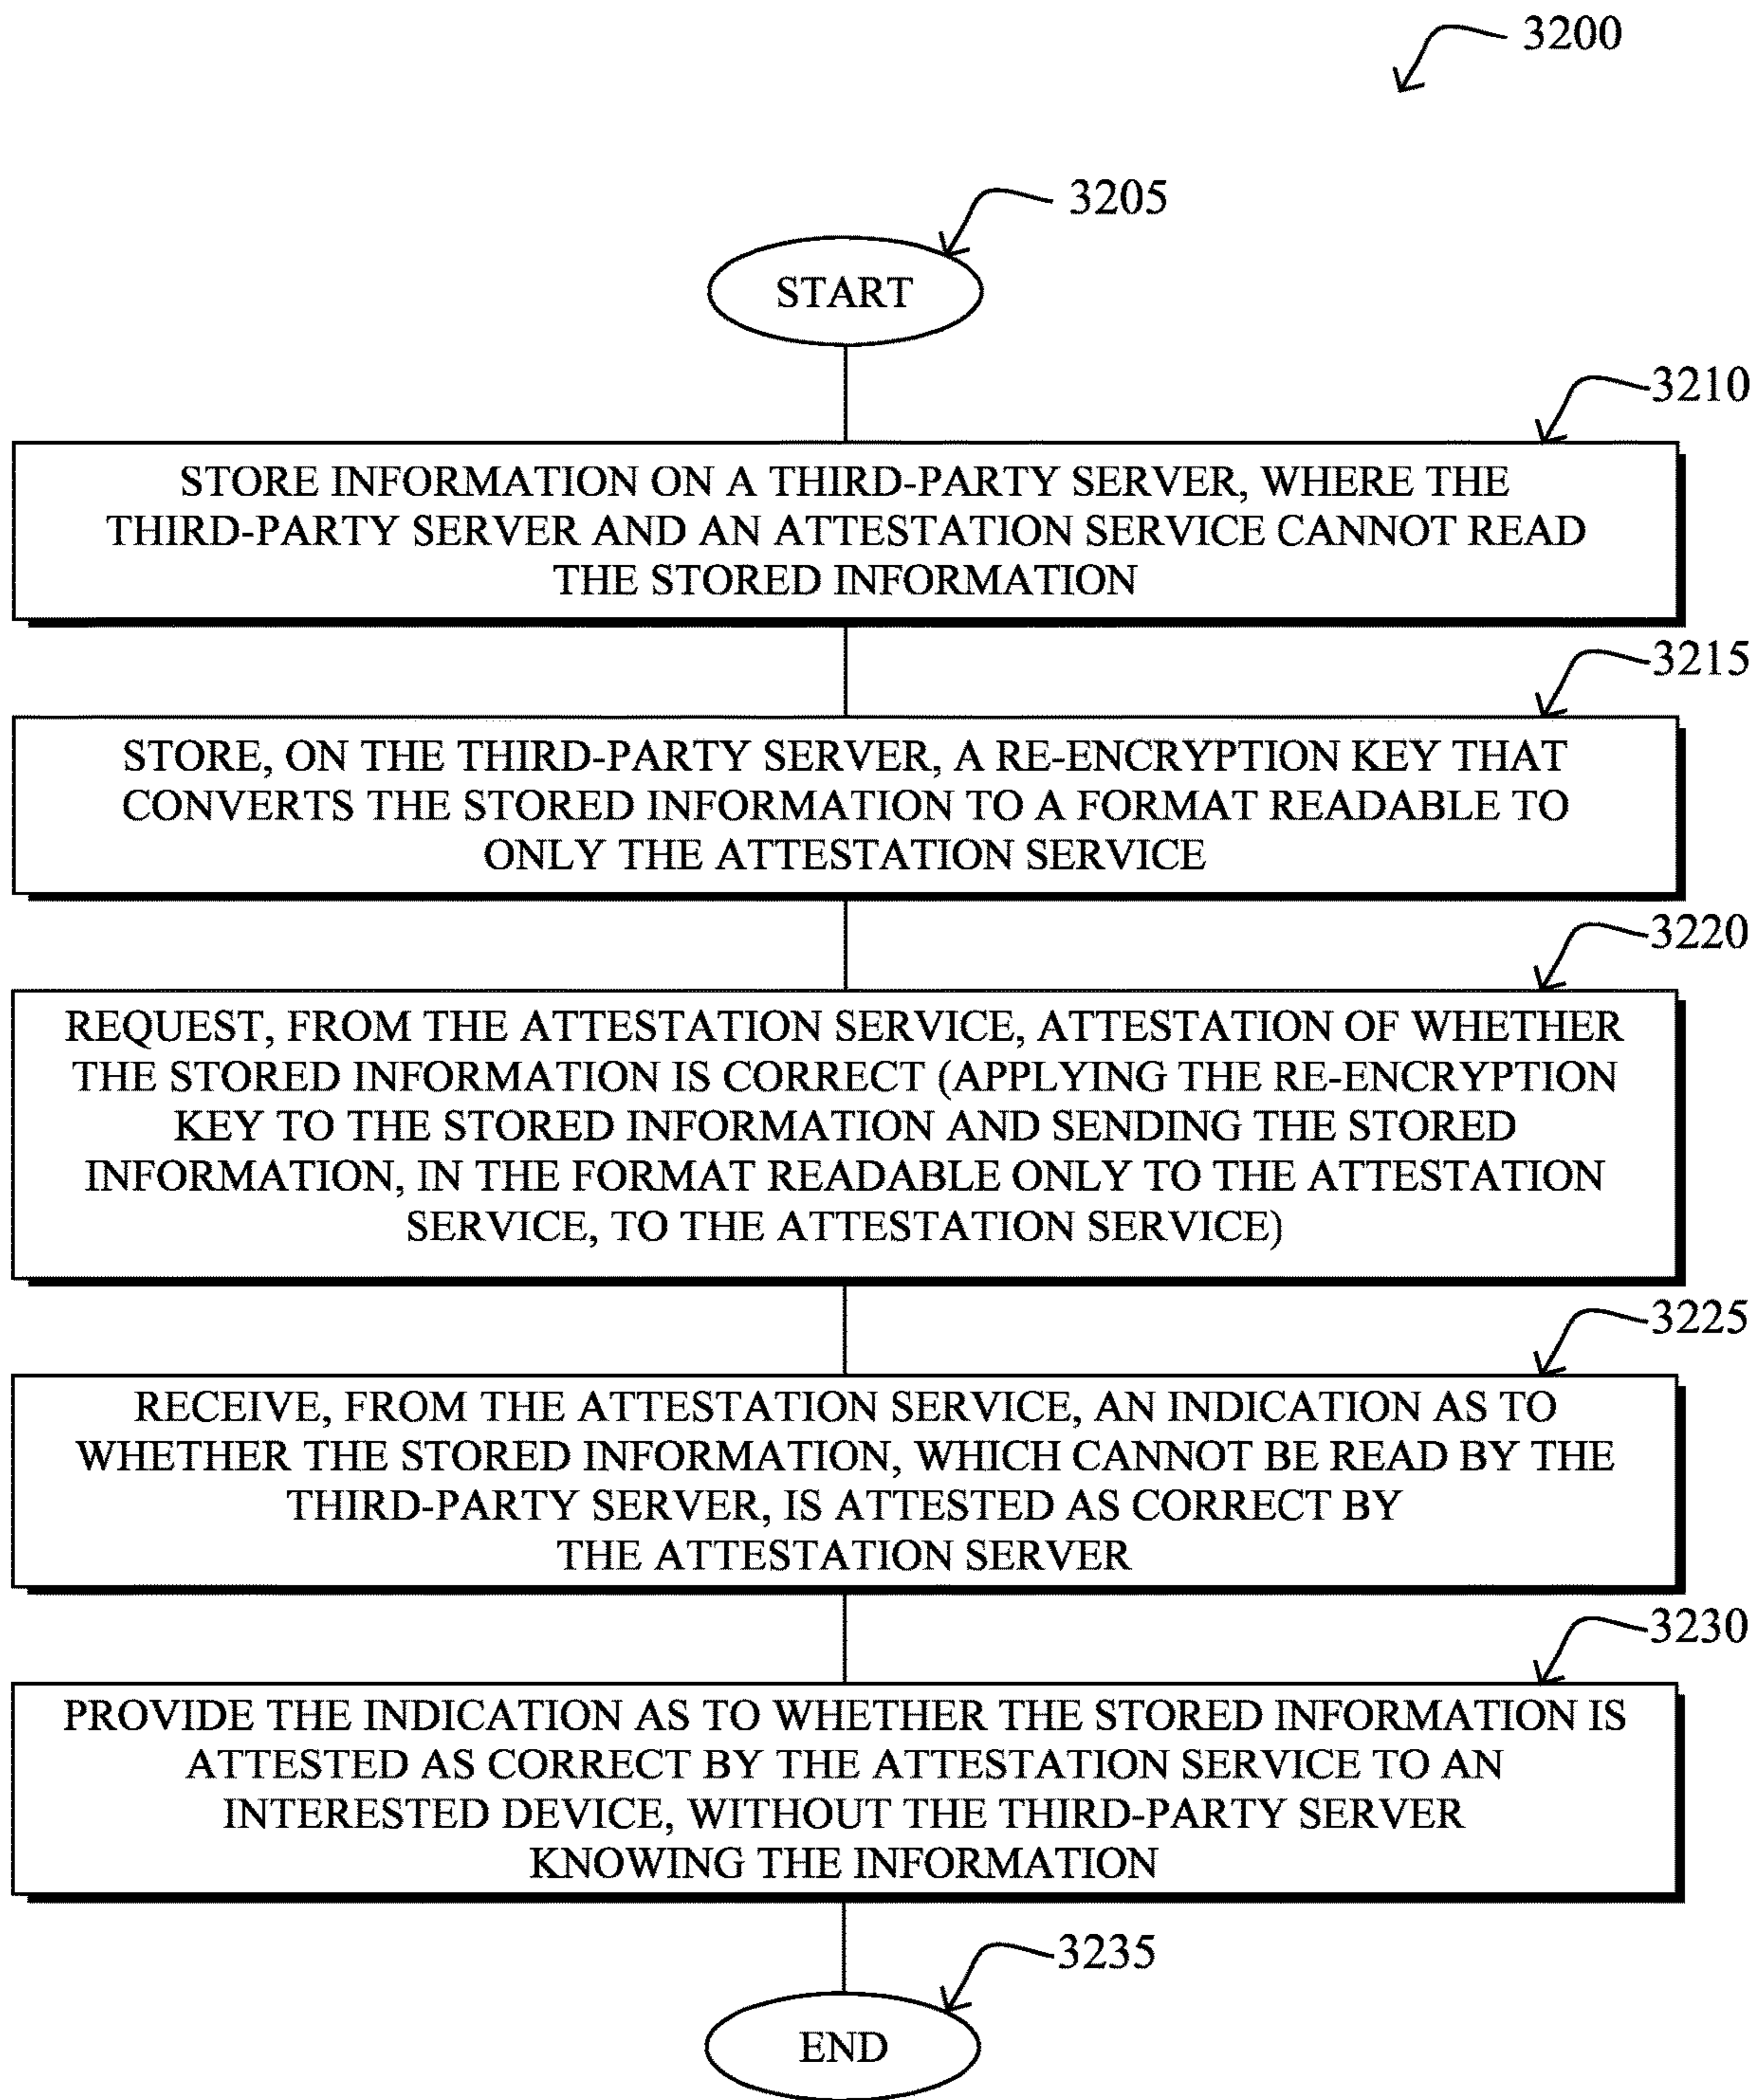 3200
3205
START
3210
STORE INFORMATION ON A THIRD-PARTY SERVER, WHERE THE
THIRD-PARTY SERVER AND AN ATTESTATION SERVICE CANNOT READ
THE STORED INFORMATION
3215
STORE, ON THE THIRD-PARTY SERVER, A RE-ENCRYPTION KEY THAT
CONVERTS THE STORED INFORMATION TO A FORMAT READABLE TO
ONLY THE ATTESTATION SERVICE
3220
REQUEST, FROM THE ATTESTATION SERVICE, ATTESTATION OF WHETHER
THE STORED INFORMATION IS CORRECT (APPLYING THE RE-ENCRYPTION
KEY TO THE STORED INFORMATION AND SENDING THE STORED
INFORMATION, IN THE FORMAT READABLE ONLY TO THE ATTESTATION
SERVICE, TO THE ATTESTATION SERVICE)
3225
RECEIVE, FROM THE ATTESTATION SERVICE, AN INDICATION AS TO
WHETHER THE STORED INFORMATION, WHICH CANNOT BE READ BY THE
THIRD-PARTY SERVER, IS ATTESTED AS CORRECT BY
THE ATTESTATION SERVER
3230
PROVIDE THE INDICATION AS TO WHETHER THE STORED INFORMATION IS
ATTESTED AS CORRECT BY THE ATTESTATION SERVICE TO AN
INTERESTED DEVICE, WITHOUT THE THIRD-PARTY SERVER
KNOWING THE INFORMATION
3235
END